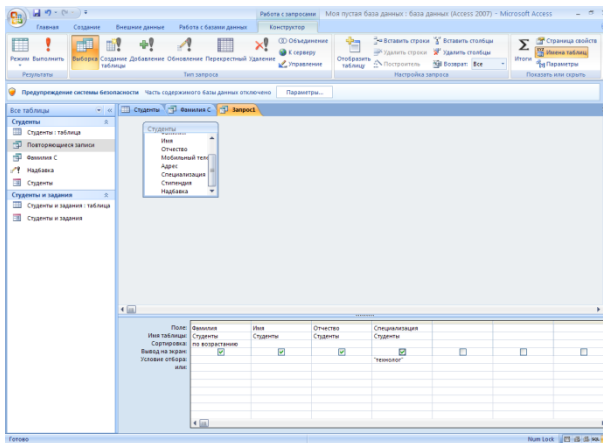 Работа с запросами Моя пустая база данных : база данных (Access 2007) - Microsoft Access
Главная Создание Внешние данные Работа с базами данных Конструктор
Режим Выполнить Выборка Создание таблицы Добавление Обновление Перекрестный Удаление
Объединение
К серверу
Управление
Отобразить таблицу
Вставить строки
Удалить строки
Построитель
Вставить столбцы
Удалить столбцы
Возврат: Все
Итоги
Страница свойств
Имена таблиц
Параметры
Результаты Тип запроса Настройка запроса Показать или скрыть
Предупреждение системы безопасности Часть содержимого базы данных отключено Параметры...
Все таблицы
Студенты Фамилия С Запрос1
Студенты
Студенты : таблица
Повторяющиеся записи
Фамилия С
Надбавка
Студенты
Студенты и задания
Студенты и задания : таблица
Студенты и задания
Студенты
Имя
Отчество
Мобильный теле
Адрес
Специализация
Стипендия
Надбавка
Поле: Фамилия Имя Отчество Специализация
Имя таблицы: Студенты Студенты Студенты Студенты
Сортировка: по возрастанию
Вывод на экран:
Условие отбора: "технолог"
или:
Готово Num Lock